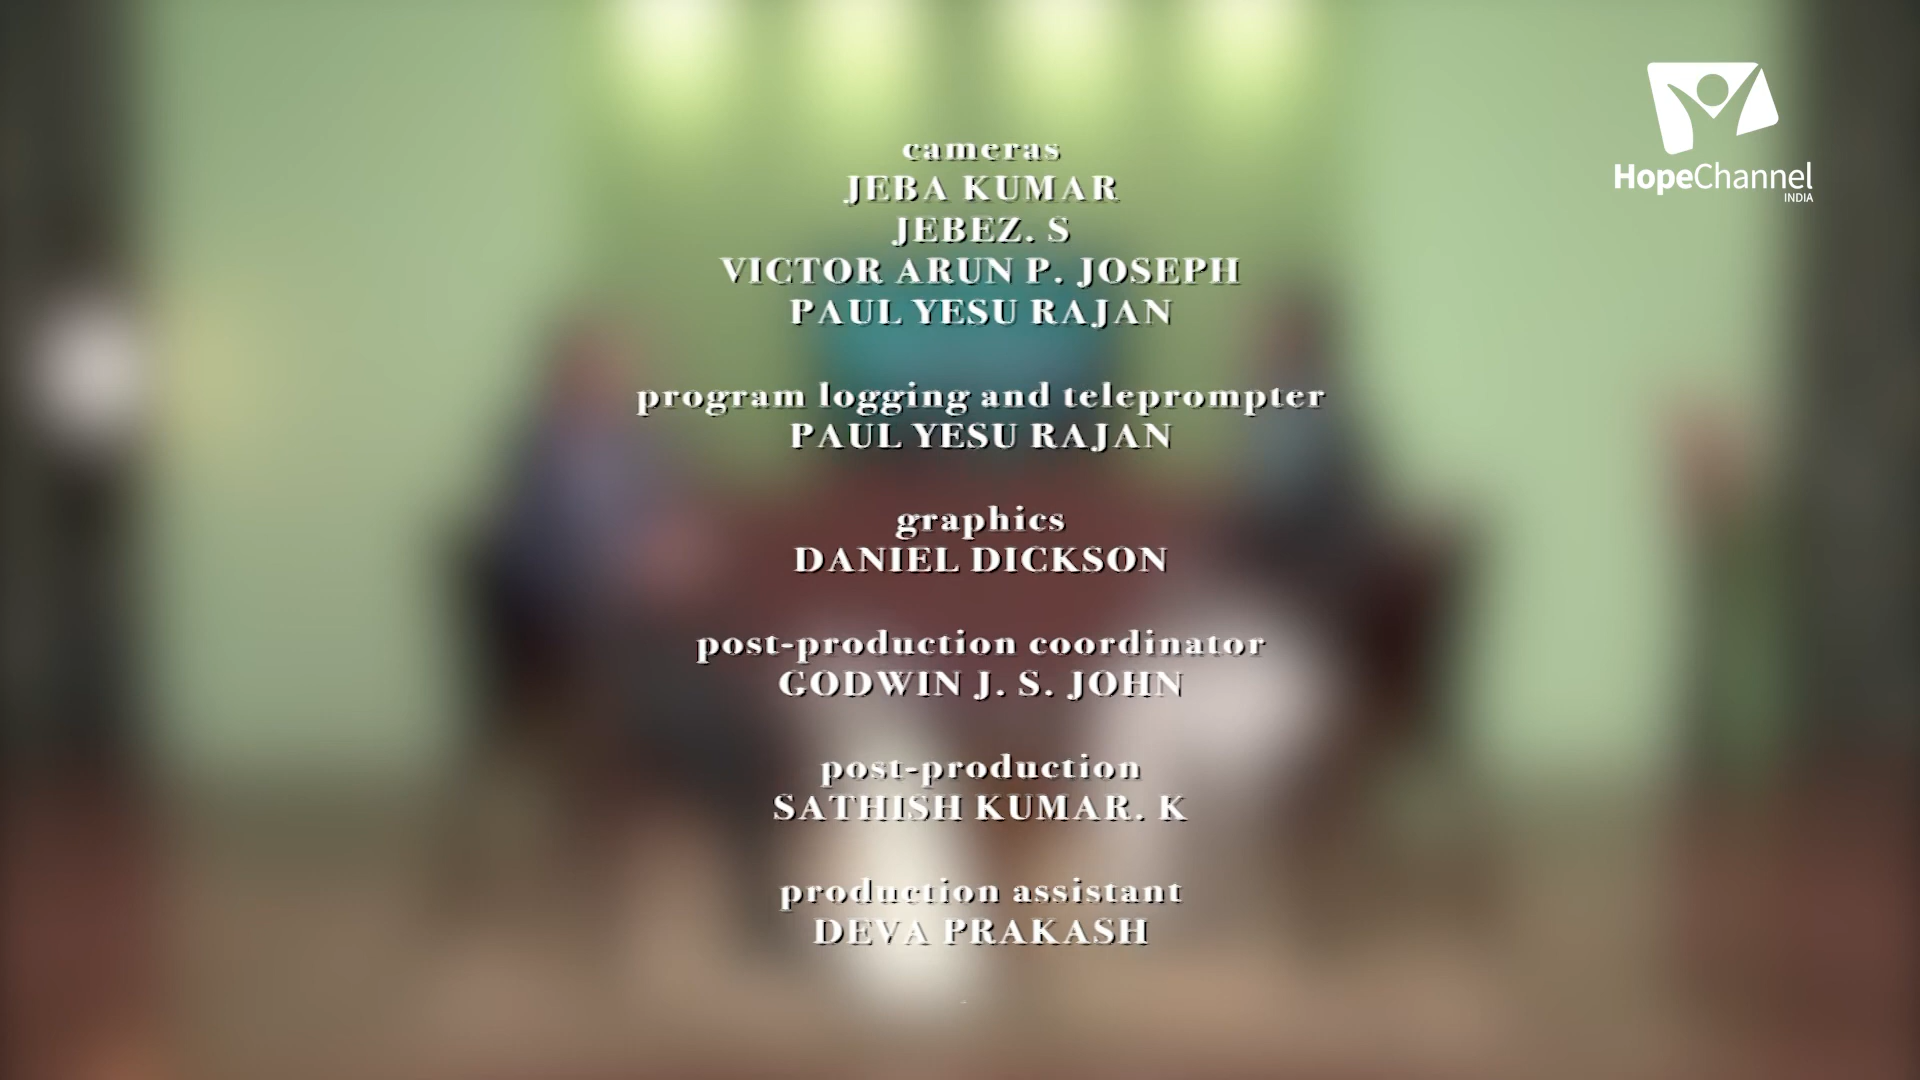 cameras
JEBA KUMAR
JEBEZ. S
VICTOR ARUN P. JOSEPH
PAUL YESU RAJAN
program logging and teleprompter
PAUL YESU RAJAN
graphics
DANIEL DICKSON
post-production coordinator
GODWIN J. S. JOHN
post-production
SATHISH KUMAR. K
production assistant
DEVA PRAKASH
HopeChannel
INDIA